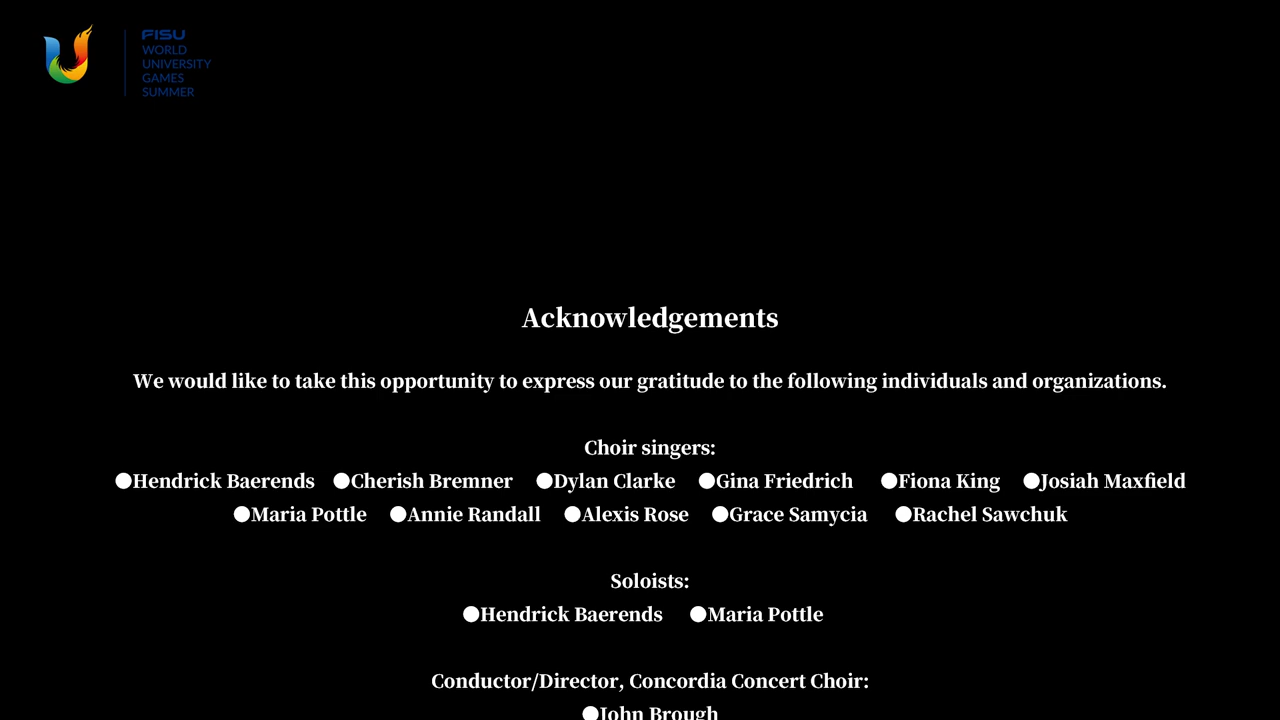 FISU
WORLD
UNIVERSITY
GAMES
SUMMER
Acknowledgements
We would like to take this opportunity to express our gratitude to the following individuals and organizations.
Choir singers:
●Hendrick Baerends ●Cherish Bremner ●Dylan Clarke ●Gina Friedrich ●Fiona King ●Josiah Maxfield
●Maria Pottle ●Annie Randall ●Alexis Rose ●Grace Samycia ●Rachel Sawchuk
Soloists:
●Hendrick Baerends ●Maria Pottle
Conductor/Director, Concordia Concert Choir:
●John Brough